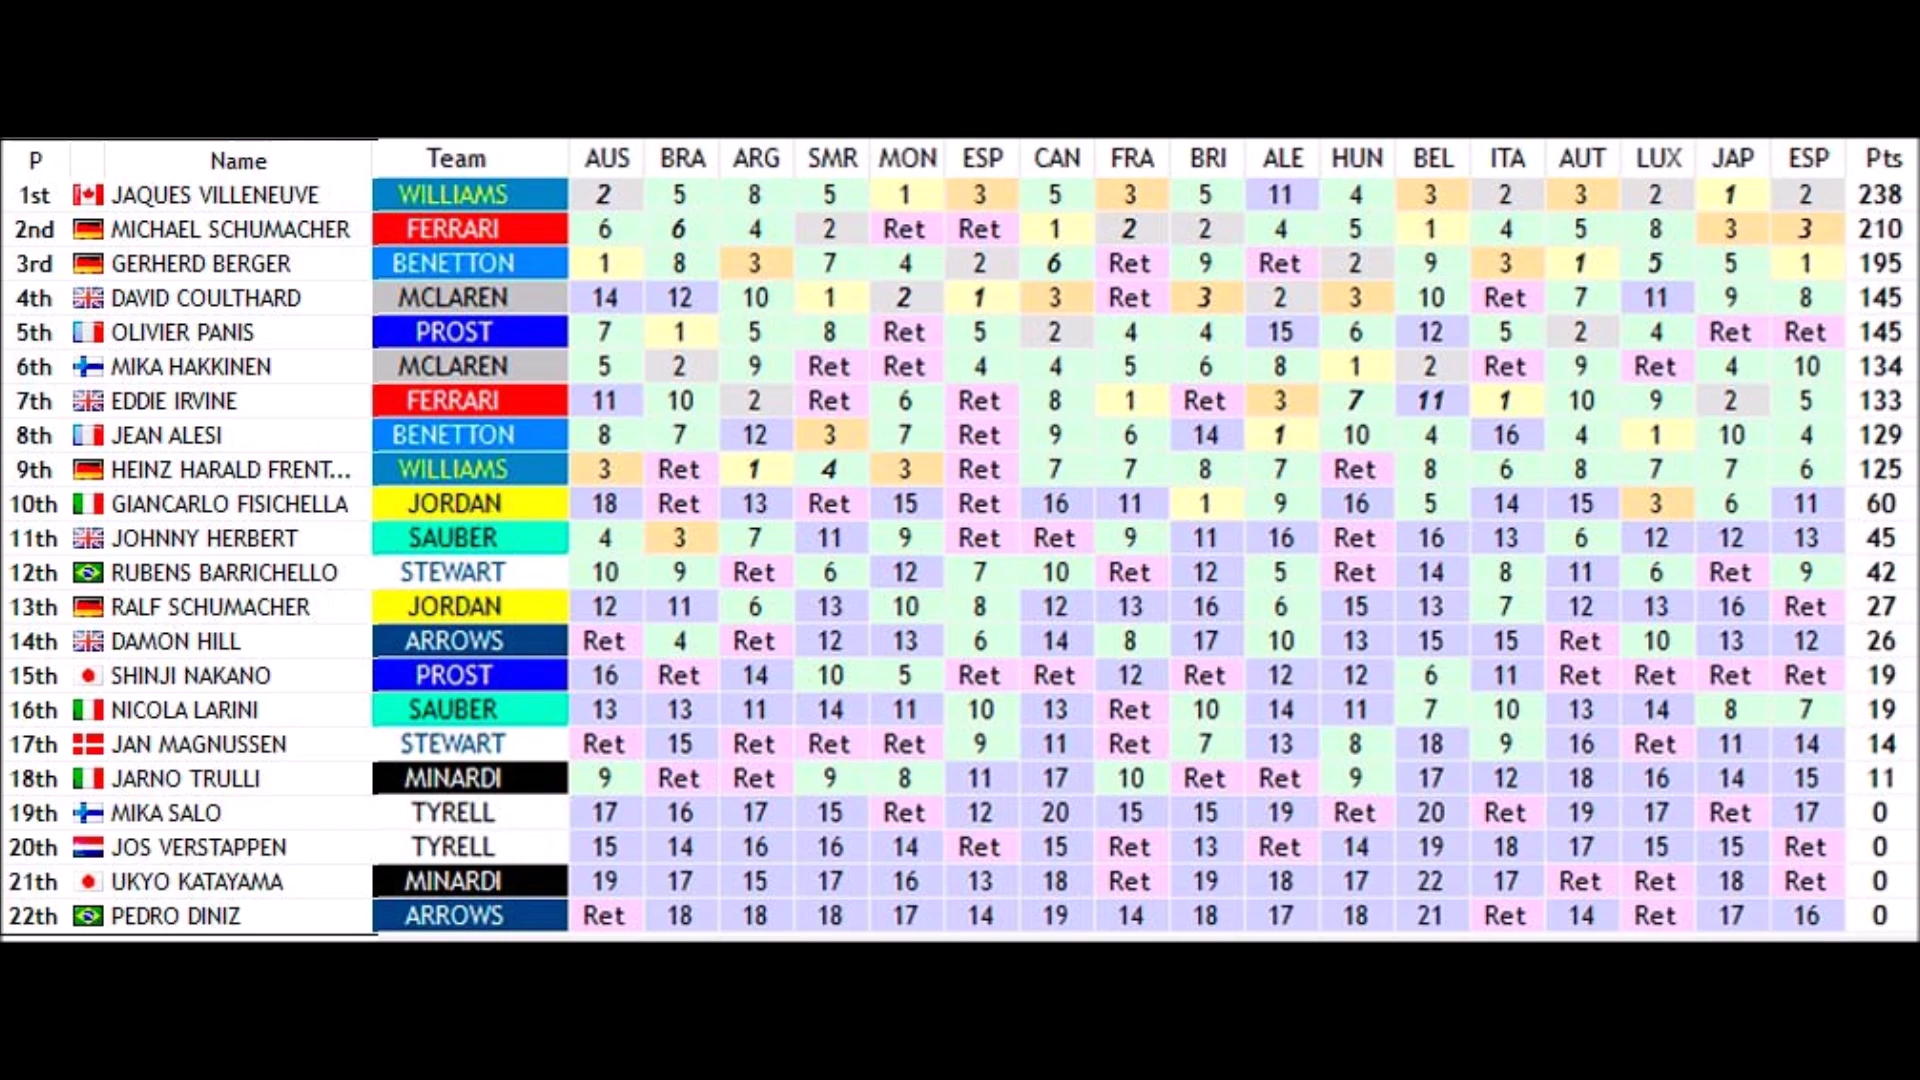 P Name Team AUS BRA ARG SMR MON ESP CAN FRA BRI ALE HUN BEL ITA AUT LUX JAP ESP Pts
1st JAQUES VILLENEUVE WILLIAMS 2 5 8 5 1 3 5 3 5 11 4 3 2 3 2 1 2 238
2nd MICHAEL SCHUMACHER FERRARI 6 6 4 2 Ret Ret 1 2 2 4 5 1 4 5 8 3 3 210
3rd GERHERD BERGER BENETTON 1 8 3 7 4 2 6 Ret 9 Ret 2 9 3 1 5 5 1 195
4th DAVID COULTHARD MCLAREN 14 12 10 1 2 1 3 Ret 3 2 3 10 Ret 7 11 9 8 145
5th OLIVIER PANIS PROST 7 1 5 8 Ret 5 2 4 4 15 6 12 5 2 4 Ret Ret 145
6th MIKA HAKKINEN MCLAREN 5 2 9 Ret Ret 4 4 5 6 8 1 2 Ret 9 Ret 4 10 134
7th EDDIE IRVINE FERRARI 11 10 2 Ret 6 Ret 8 1 Ret 3 7 11 1 10 9 2 5 133
8th JEAN ALESI BENETTON 8 7 12 3 7 Ret 9 6 14 1 10 4 16 4 1 10 4 129
9th HEINZ HARALD FRENT... WILLIAMS 3 Ret 1 4 3 Ret 7 7 8 7 Ret 8 6 8 7 7 6 125
10th GIANCARLO FISICHELLA JORDAN 18 Ret 13 Ret 15 Ret 16 11 1 9 16 5 14 15 3 6 11 60
11th JOHNNY HERBERT SAUBER 4 3 7 11 9 Ret Ret 9 11 16 Ret 16 13 6 12 12 13 45
12th RUBENS BARRICHELLO STEWART 10 9 Ret 6 12 7 10 Ret 12 5 Ret 14 8 11 6 Ret 9 42
13th RALF SCHUMACHER JORDAN 12 11 6 13 10 8 12 13 16 6 15 13 7 12 13 16 Ret 27
14th DAMON HILL ARROWS Ret 4 Ret 12 13 6 14 8 17 10 13 15 15 Ret 10 13 12 26
15th SHINJI NAKANO PROST 16 Ret 14 10 5 Ret Ret 12 Ret 12 12 6 11 Ret Ret Ret Ret 19
16th NICOLA LARINI SAUBER 13 13 11 14 11 10 13 Ret 10 14 11 7 10 13 14 8 7 19
17th JAN MAGNUSSEN STEWART Ret 15 Ret Ret Ret 9 11 Ret 7 13 8 18 9 16 Ret 11 14 14
18th JARNO TRULLI MINARDI 9 Ret Ret 9 8 11 17 10 Ret Ret 9 17 12 18 16 14 15 11
19th MIKA SALO TYRELL 17 16 17 15 Ret 12 20 15 15 19 Ret 20 Ret 19 17 Ret 17 0
20th JOS VERSTAPPEN TYRELL 15 14 16 16 14 Ret 15 Ret 13 Ret 14 19 18 17 15 15 Ret 0
21th UKYO KATAYAMA MINARDI 19 17 15 17 16 13 18 Ret 19 18 17 22 17 Ret Ret 18 Ret 0
22th PEDRO DINIZ ARROWS Ret 18 18 18 17 14 19 14 18 17 18 21 Ret 14 Ret 17 16 0